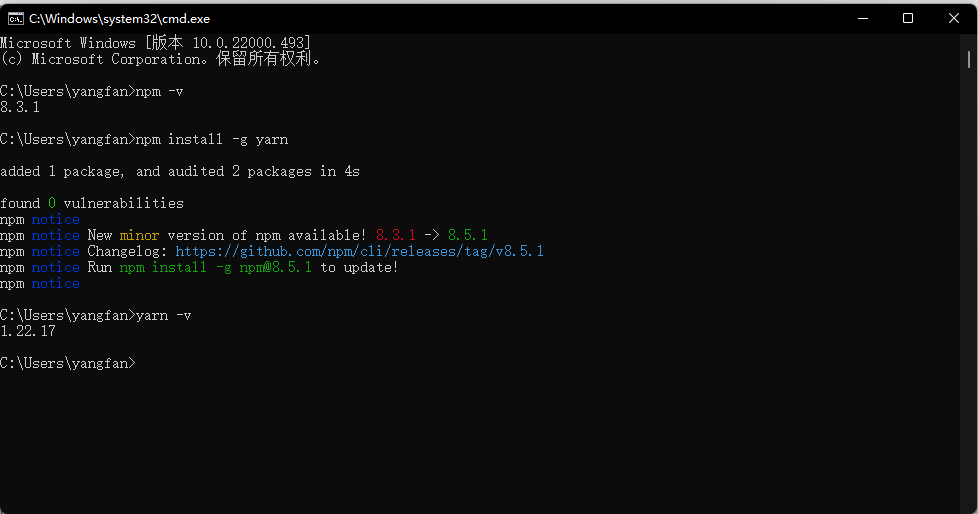 C:\Windows\system32\cmd.exe
Microsoft Windows [版本 10.0.22000.493]
(c) Microsoft Corporation。保留所有权利。
C:\Users\yangfan>npm -v
8.3.1
C:\Users\yangfan>npm install -g yarn
added 1 package, and audited 2 packages in 4s
found 0 vulnerabilities
npm notice
npm notice New minor version of npm available! 8.3.1 -> 8.5.1
npm notice Changelog: https://github.com/npm/cli/releases/tag/v8.5.1
npm notice Run npm install -g npm@8.5.1 to update!
npm notice
C:\Users\yangfan>yarn -v
1.22.17
C:\Users\yangfan>